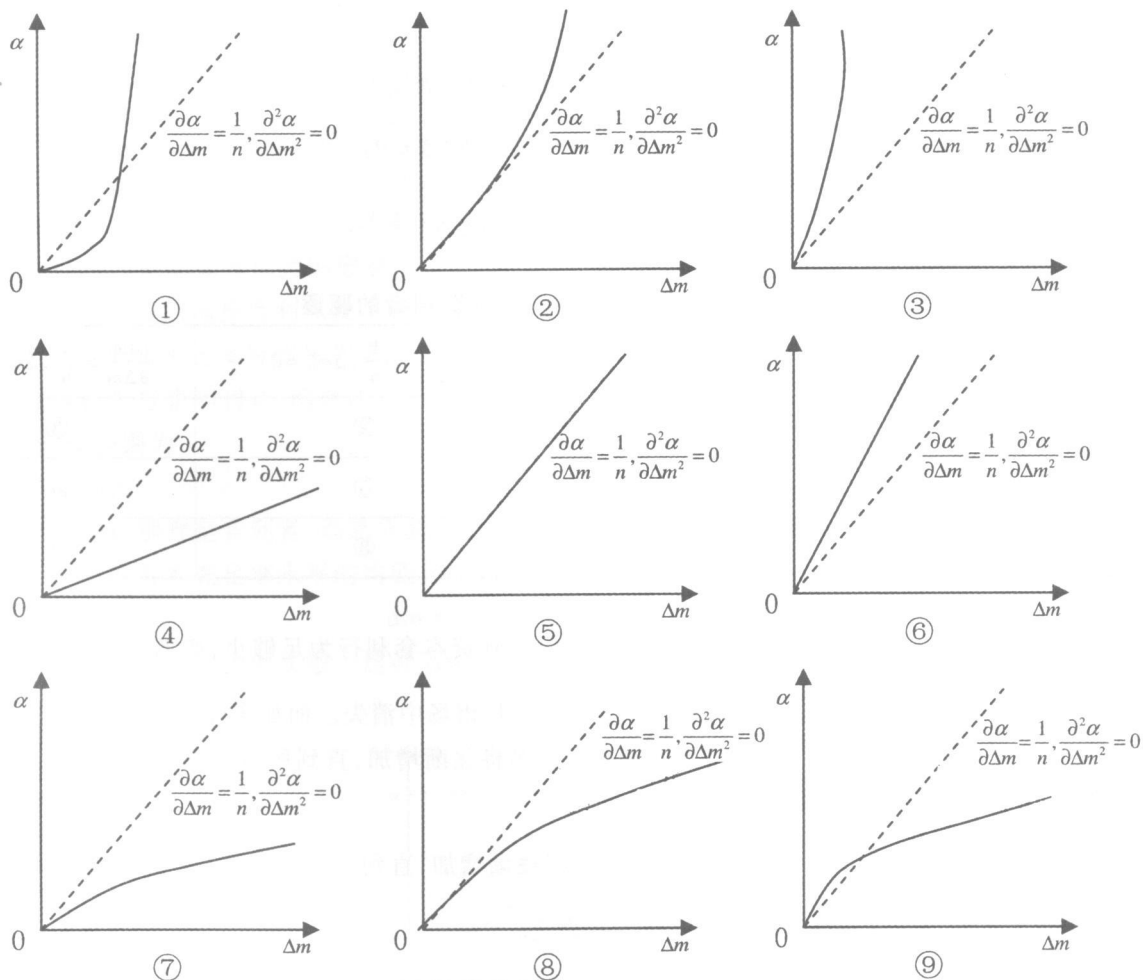 α
∂α/∂Δm = 1/n, ∂²α/∂Δm² = 0
0
Δm
①
α
∂α/∂Δm = 1/n, ∂²α/∂Δm² = 0
0
Δm
②
α
∂α/∂Δm = 1/n, ∂²α/∂Δm² = 0
0
Δm
③
α
∂α/∂Δm = 1/n, ∂²α/∂Δm² = 0
0
Δm
④
α
∂α/∂Δm = 1/n, ∂²α/∂Δm² = 0
0
Δm
⑤
α
∂α/∂Δm = 1/n, ∂²α/∂Δm² = 0
0
Δm
⑥
α
∂α/∂Δm = 1/n, ∂²α/∂Δm² = 0
0
Δm
⑦
α
∂α/∂Δm = 1/n, ∂²α/∂Δm² = 0
0
Δm
⑧
α
∂α/∂Δm = 1/n, ∂²α/∂Δm² = 0
0
Δm
⑨